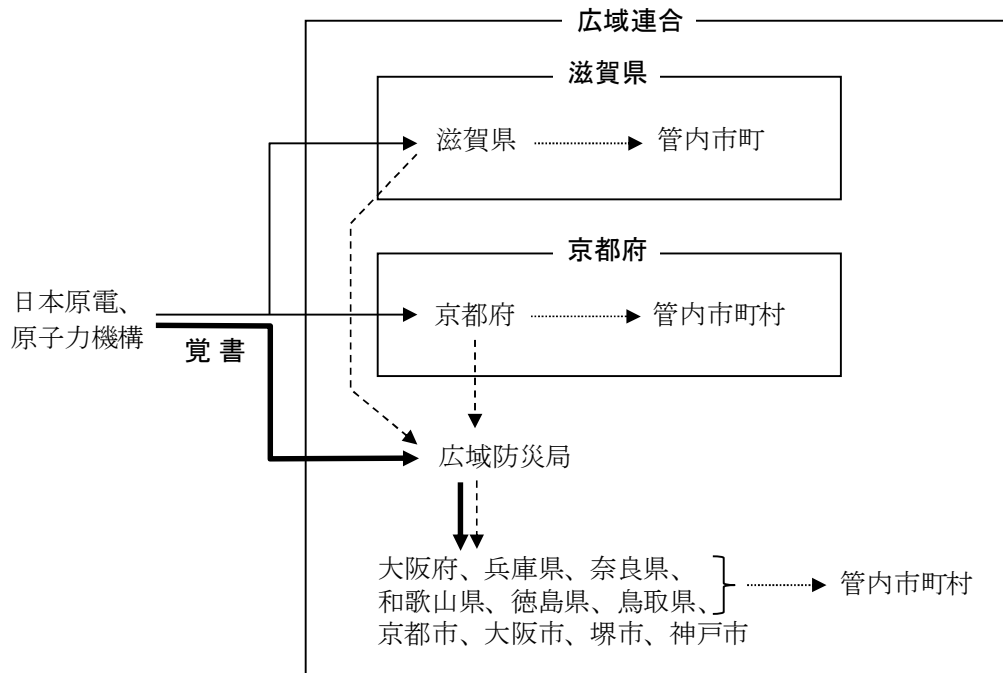 広域連合
滋賀県
滋賀県
管内市町
京都府
日本原電、
原子力機構
京都府
管内市町村
覚書
広域防災局
大阪府、兵庫県、奈良県、
和歌山県、徳島県、鳥取県、
京都市、大阪市、堺市、神戸市
管内市町村